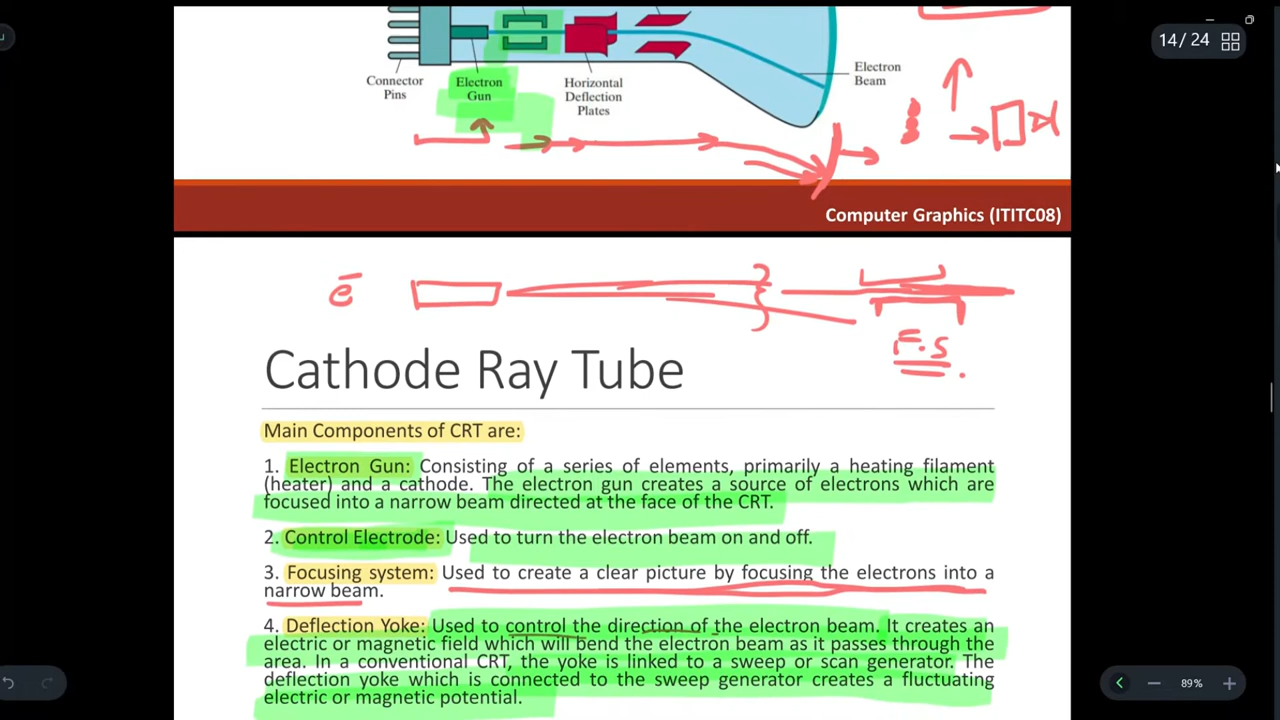 14 / 24
Connector
Pins
Electron
Gun
Horizontal
Deflection
Plates
Electron
Beam
Computer Graphics (ITITC08)
e
F.S
Cathode Ray Tube
Main Components of CRT are:
1. Electron Gun: Consisting of a series of elements, primarily a heating filament
(heater) and a cathode. The electron gun creates a source of electrons which are
focused into a narrow beam directed at the face of the CRT.
2. Control Electrode: Used to turn the electron beam on and off.
3. Focusing system: Used to create a clear picture by focusing the electrons into a
narrow beam.
4. Deflection Yoke: Used to control the direction of the electron beam. It creates an
electric or magnetic field which will bend the electron beam as it passes through the
area. In a conventional CRT, the yoke is linked to a sweep or scan generator. The
deflection yoke which is connected to the sweep generator creates a fluctuating
electric or magnetic potential.
89%